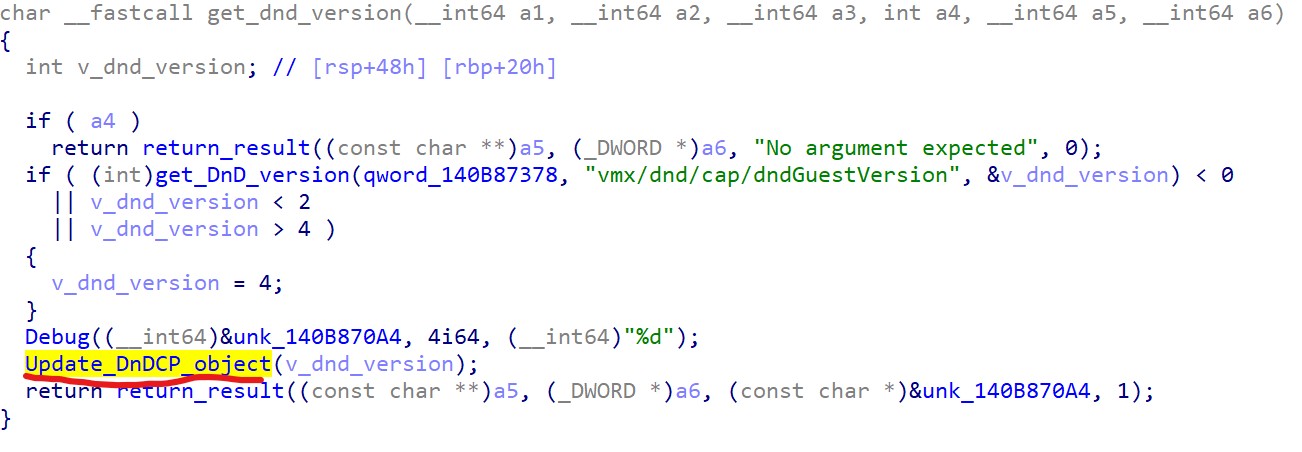 char __fastcall get_dnd_version(__int64 a1, __int64 a2, __int64 a3, int a4, __int64 a5, __int64 a6)
{
  int v_dnd_version; // [rsp+48h] [rbp+20h]

  if ( a4 )
    return return_result((const char **)a5, (_DWORD *)a6, "No argument expected", 0);
  if ( (int)get_DnD_version(qword_140B87378, "vmx/dnd/cap/dndGuestVersion", &v_dnd_version) < 0
    || v_dnd_version < 2
    || v_dnd_version > 4 )
  {
    v_dnd_version = 4;
  }
  Debug((__int64)&unk_140B870A4, 4i64, (__int64)"%d");
  Update_DnDCP_object(v_dnd_version);
  return return_result((const char **)a5, (_DWORD *)a6, (const char *)&unk_140B870A4, 1);
}